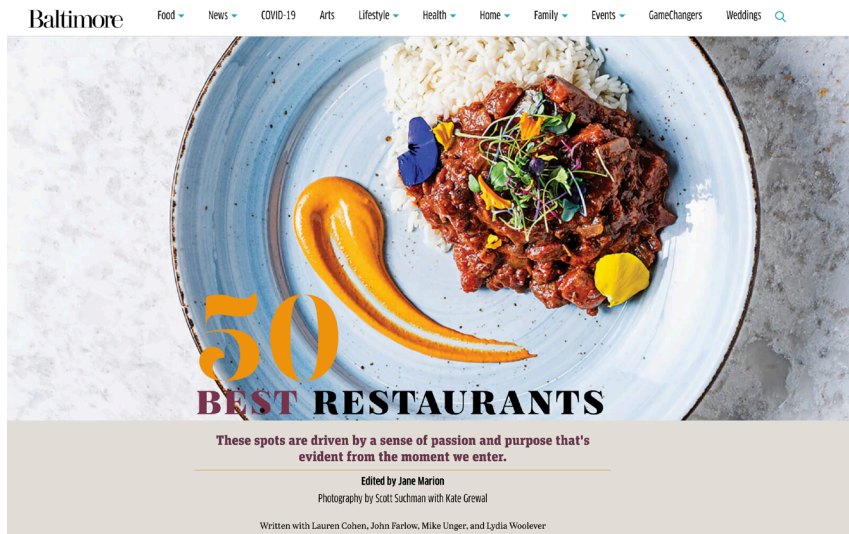 Baltimore Food News COVID-19 Arts Lifestyle Health Home Family Events GameChangers Weddings
50
BEST RESTAURANTS
These spots are driven by a sense of passion and purpose that's
evident from the moment we enter.
Edited by Jane Marion
Photography by Scott Suchman with Kate Grewal
Written with Lauren Cohen, John Farlow, Mike Unger, and Lydia Woolever